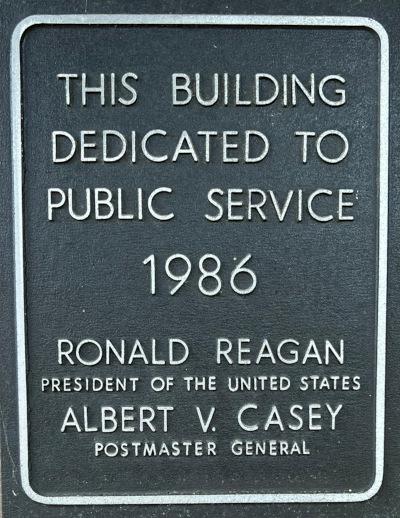 THIS BUILDING
DEDICATED TO
PUBLIC SERVICE
1986
RONALD REAGAN
PRESIDENT OF THE UNITED STATES
ALBERT V. CASEY
POSTMASTER GENERAL